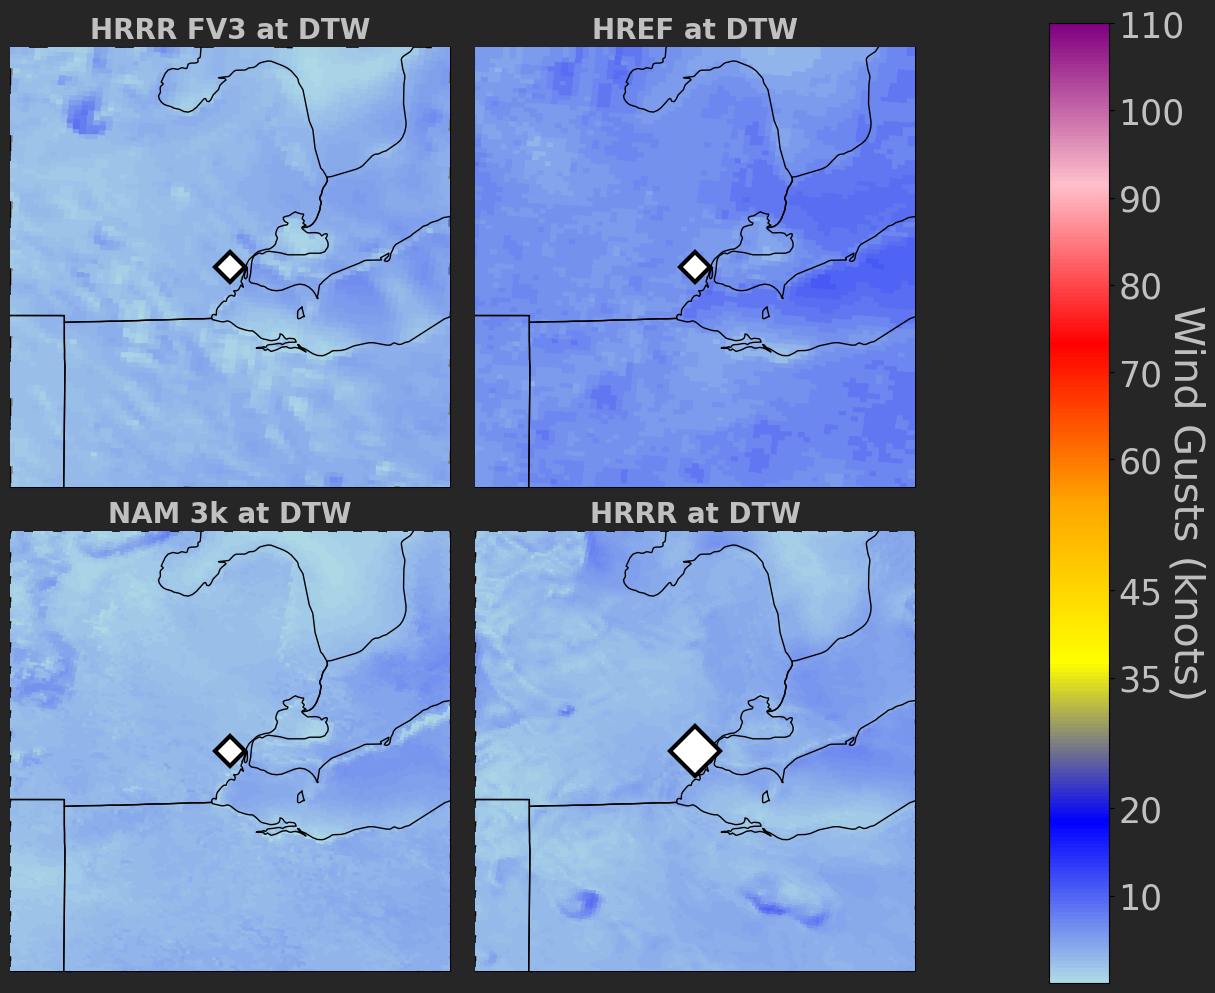 HRRR FV3 at DTW
HREF at DTW
NAM 3k at DTW
HRRR at DTW
110
100
90
80
70
60
45
35
20
10
Wind Gusts (knots)